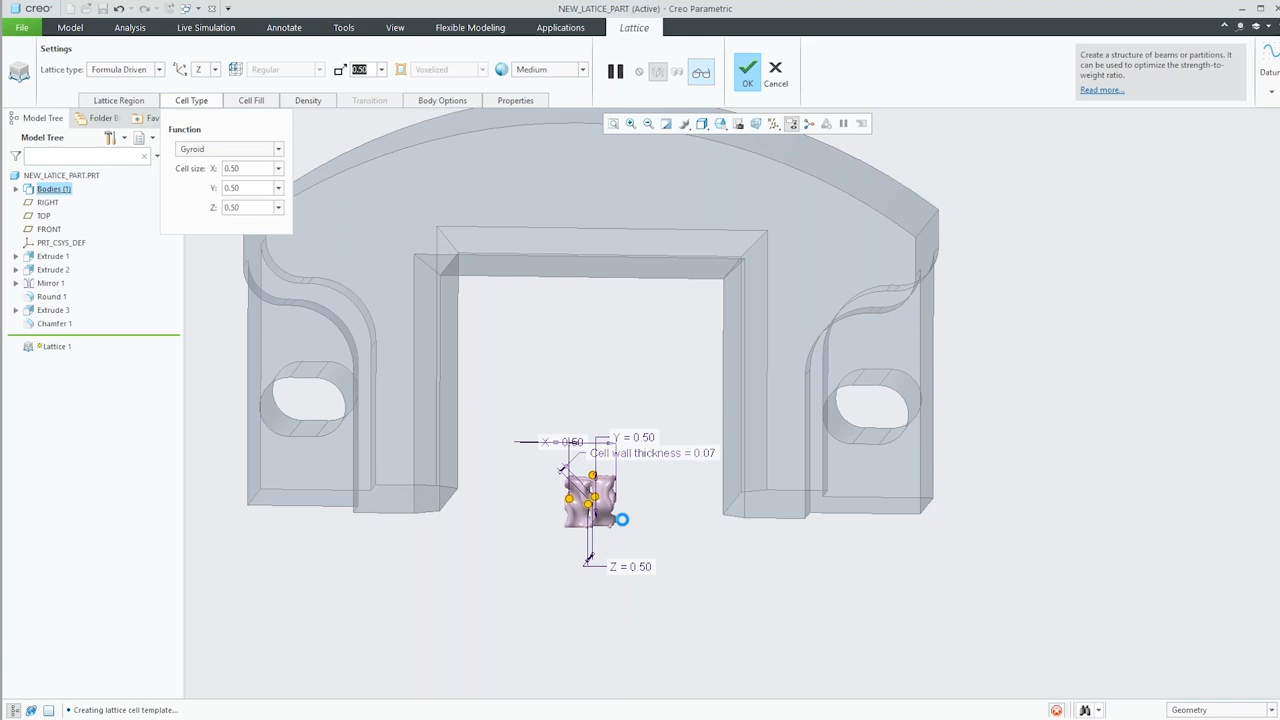 creo
NEW_LATICE_PART (Active) - Creo Parametric
File Model Analysis Live Simulation Annotate Tools View Flexible Modeling Applications Lattice
Settings
Lattice type: Formula Driven Z Regular 0.50 Voxelized Medium
OK Cancel
Create a structure of beams or partitions. It
can be used to optimize the strength-to-
weight ratio.
Read more...
Datur
Lattice Region Cell Type Cell Fill Density Transition Body Options Properties
Model Tree Folder B Fav
Model Tree
NEW_LATICE_PART.PRT
Bodies (1)
RIGHT
TOP
FRONT
PRT_CSYS_DEF
Extrude 1
Extrude 2
Mirror 1
Round 1
Extrude 3
Chamfer 1
Lattice 1
Function
Gyroid
Cell size: X: 0.50
Y: 0.50
Z: 0.50
X = 0.50
Y = 0.50
Cell wall thickness = 0.07
Z = 0.50
Creating lattice cell template...
Geometry